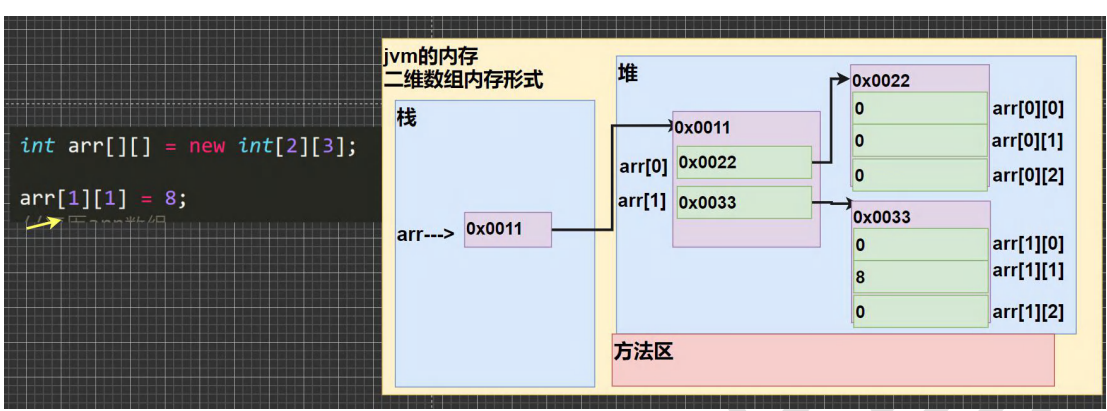 int arr[][] = new int[2][3];
arr[1][1] = 8;
jvm的内存
二维数组内存形式
栈
arr---> 0x0011
堆
0x0011
arr[0] 0x0022
arr[1] 0x0033
0x0022
0 arr[0][0]
0 arr[0][1]
0 arr[0][2]
0x0033
0 arr[1][0]
8 arr[1][1]
0 arr[1][2]
方法区